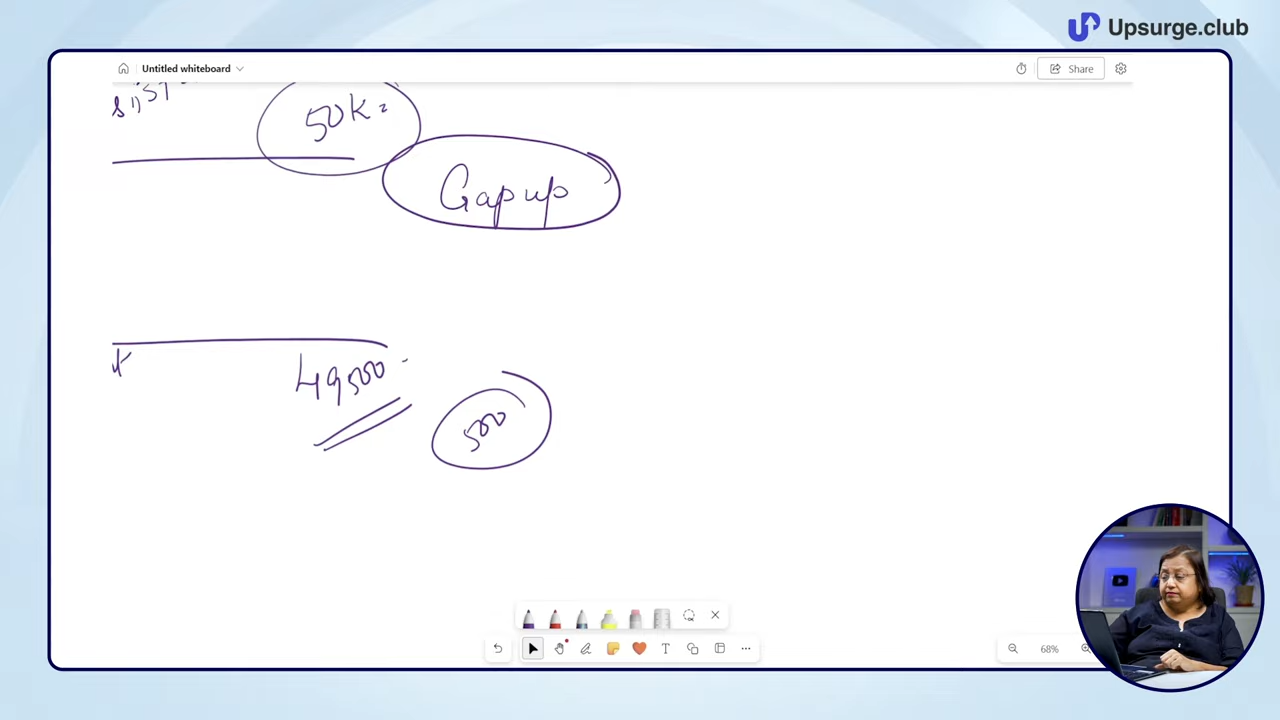 Upsurge.club
Untitled whiteboard
Share
50K
Gap up
49500
500
68%